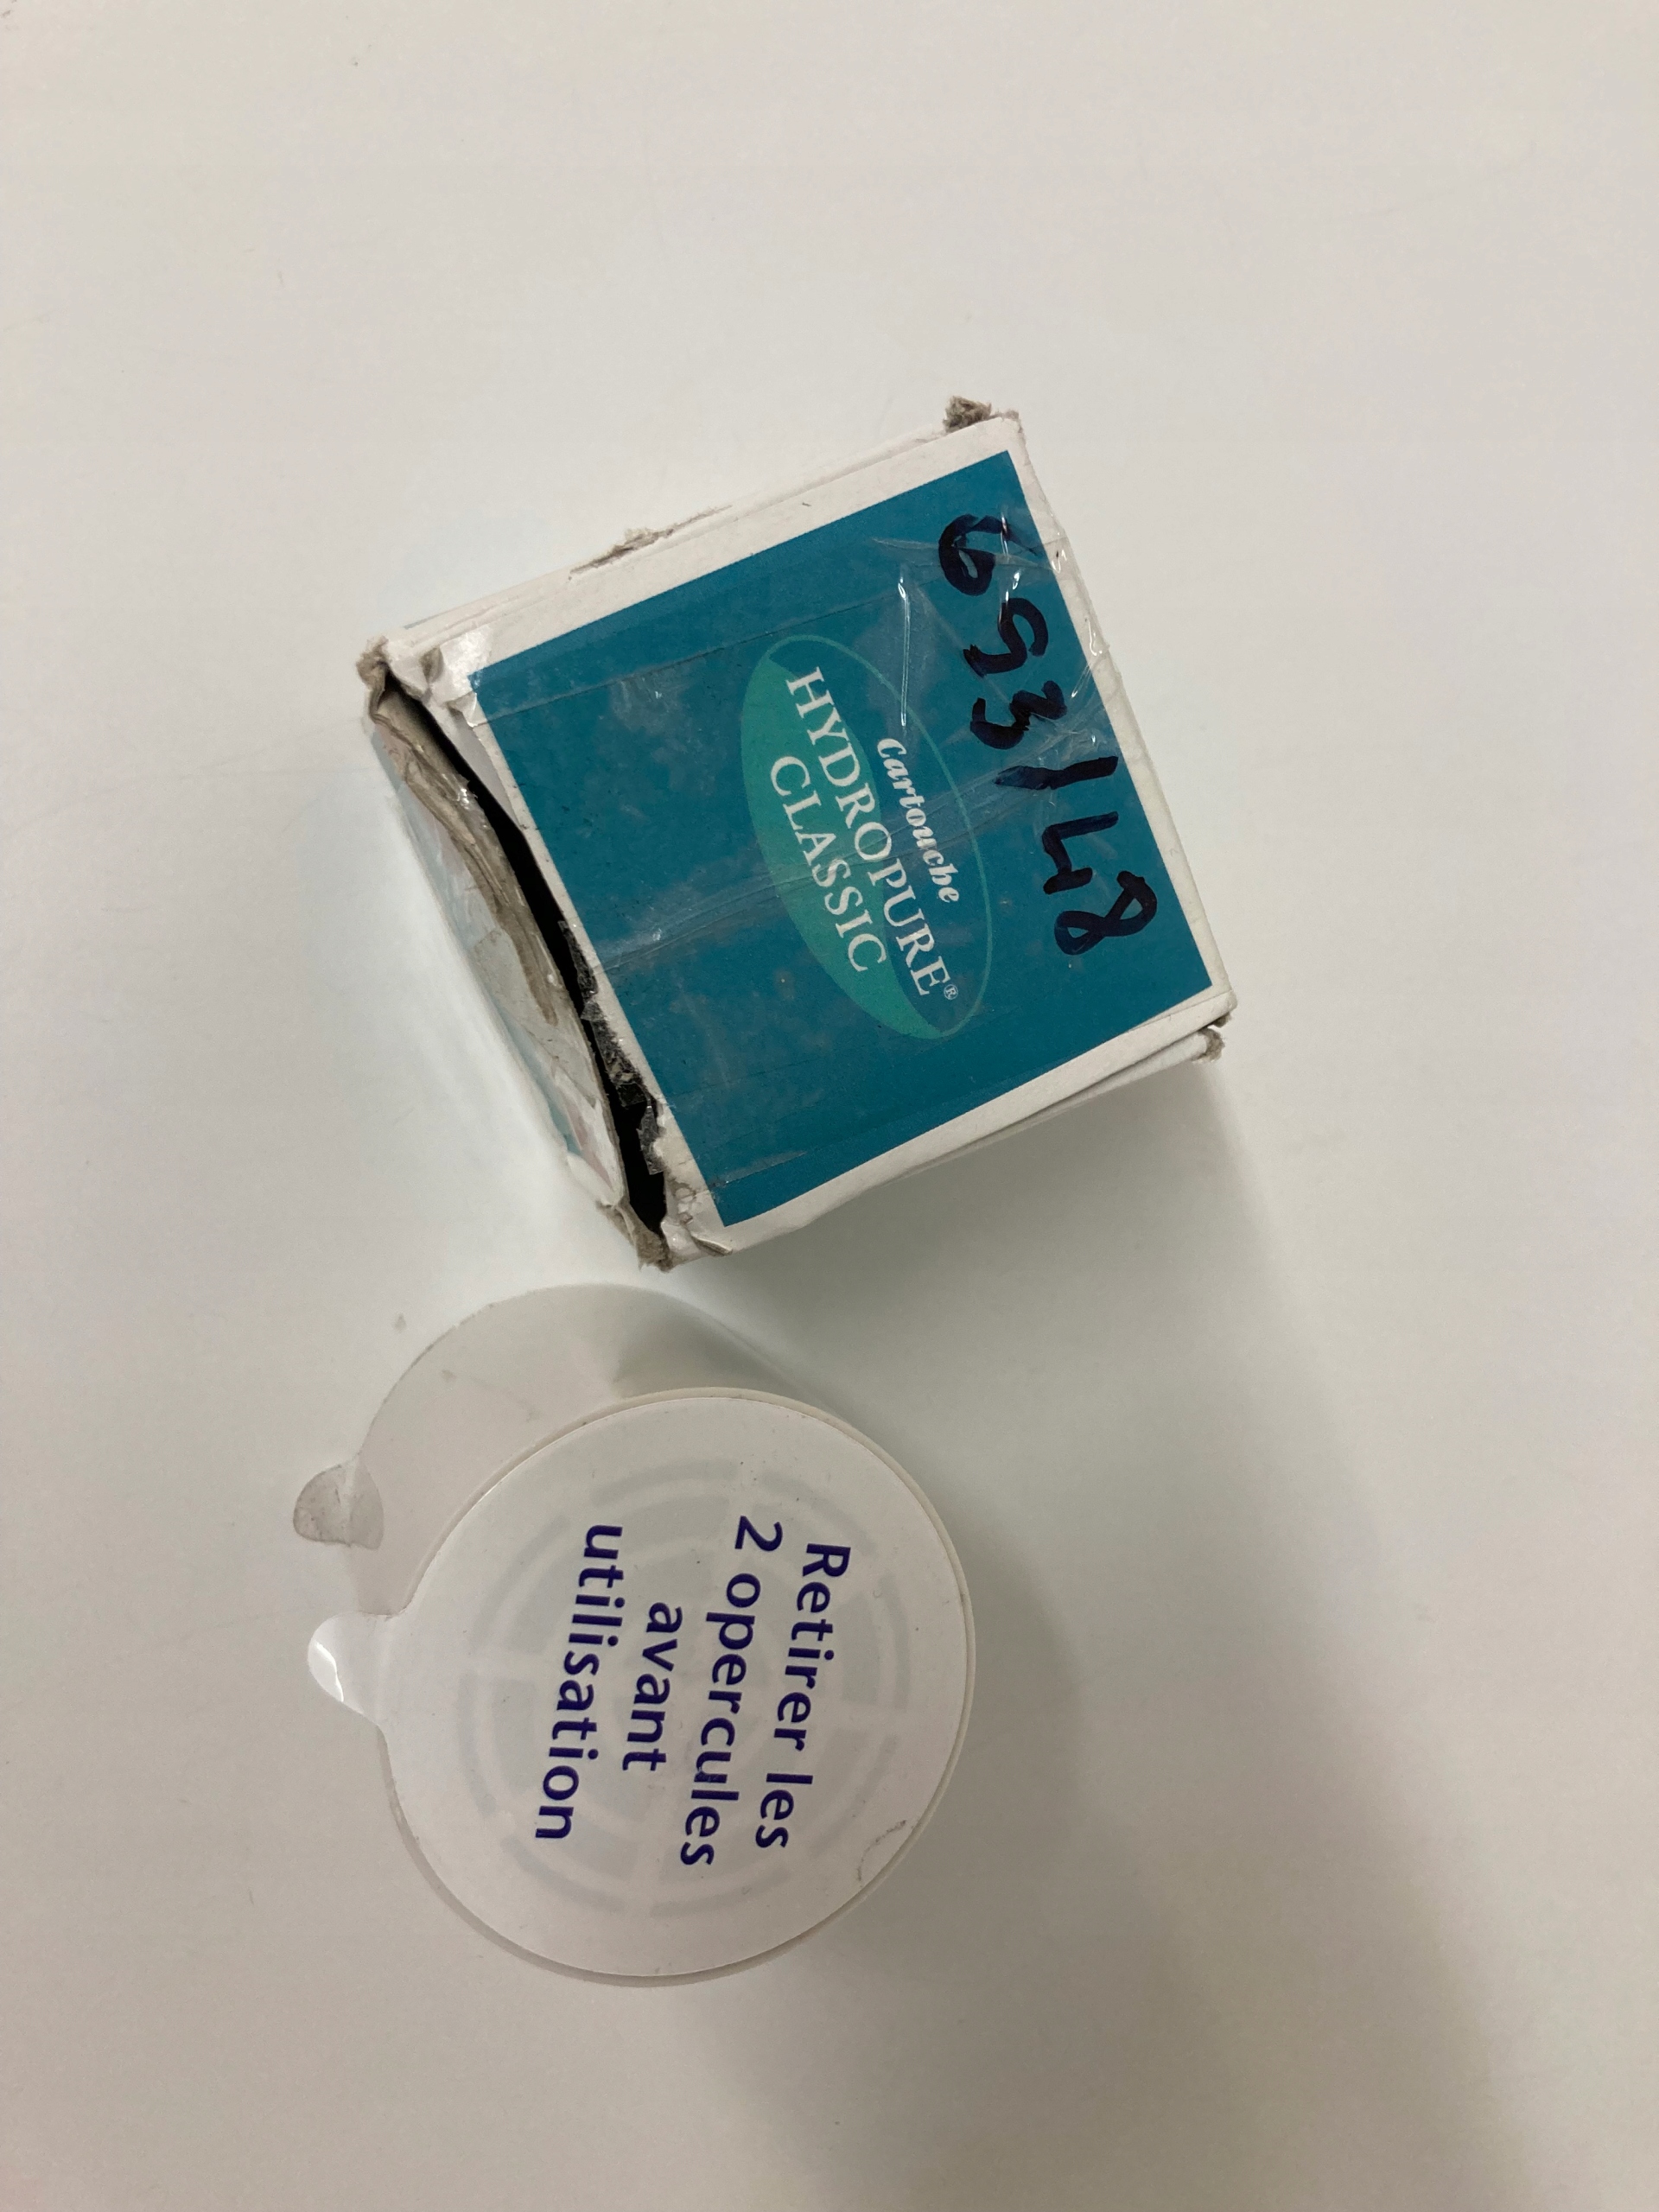 693/48
Cartouche
HYDROPURE®
CLASSIC
Retirer les
2 opercules
avant
utilisation